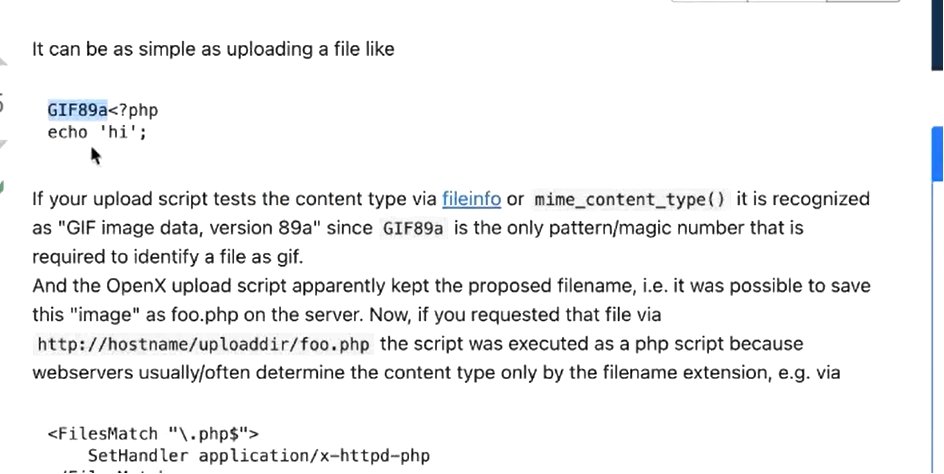 It can be as simple as uploading a file like
GIF89a<?php
echo 'hi';
If your upload script tests the content type via fileinfo or mime_content_type() it is recognized
as "GIF image data, version 89a" since GIF89a is the only pattern/magic number that is
required to identify a file as gif.
And the OpenX upload script apparently kept the proposed filename, i.e. it was possible to save
this "image" as foo.php on the server. Now, if you requested that file via
http://hostname/uploaddir/foo.php the script was executed as a php script because
webservers usually/often determine the content type only by the filename extension, e.g. via
<FilesMatch "\.php$">
SetHandler application/x-httpd-php